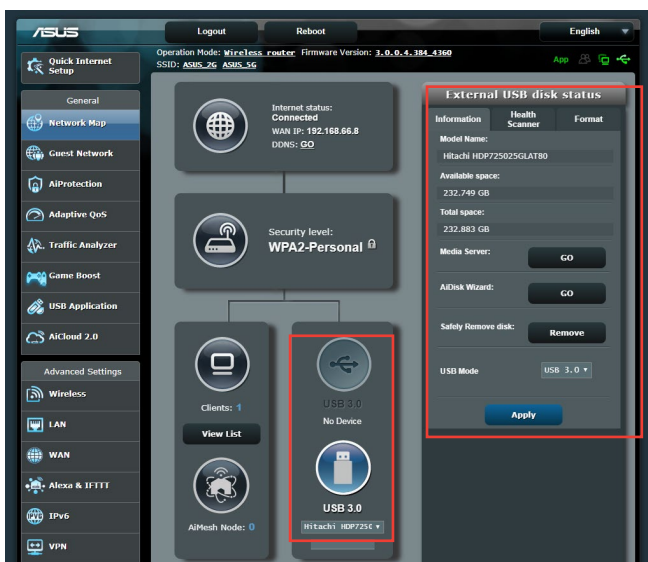 ASUS
Logout
Reboot
English
Operation Mode: Wireless router Firmware Version: 3.0.0.4.384_4360
SSID: ASUS_2G ASUS_5G
App
Quick Internet
Setup
General
Network Map
Guest Network
AiProtection
Adaptive QoS
Traffic Analyzer
Game Boost
USB Application
AiCloud 2.0
Advanced Settings
Wireless
LAN
WAN
Alexa & IFTTT
IPv6
VPN
Internet status:
Connected
WAN IP: 192.168.66.8
DDNS: GO
Security level:
WPA2-Personal
Clients: 1
View List
AiMesh Node: 0
USB 3.0
No Device
USB 3.0
Hitachi HDP725C
External USB disk status
Information
Health
Scanner
Format
Model Name:
Hitachi HDP725025GLAT80
Available space:
232.749 GB
Total space:
232.883 GB
Media Server:
GO
AiDisk Wizard:
GO
Safely Remove disk:
Remove
USB Mode
USB 3.0
Apply